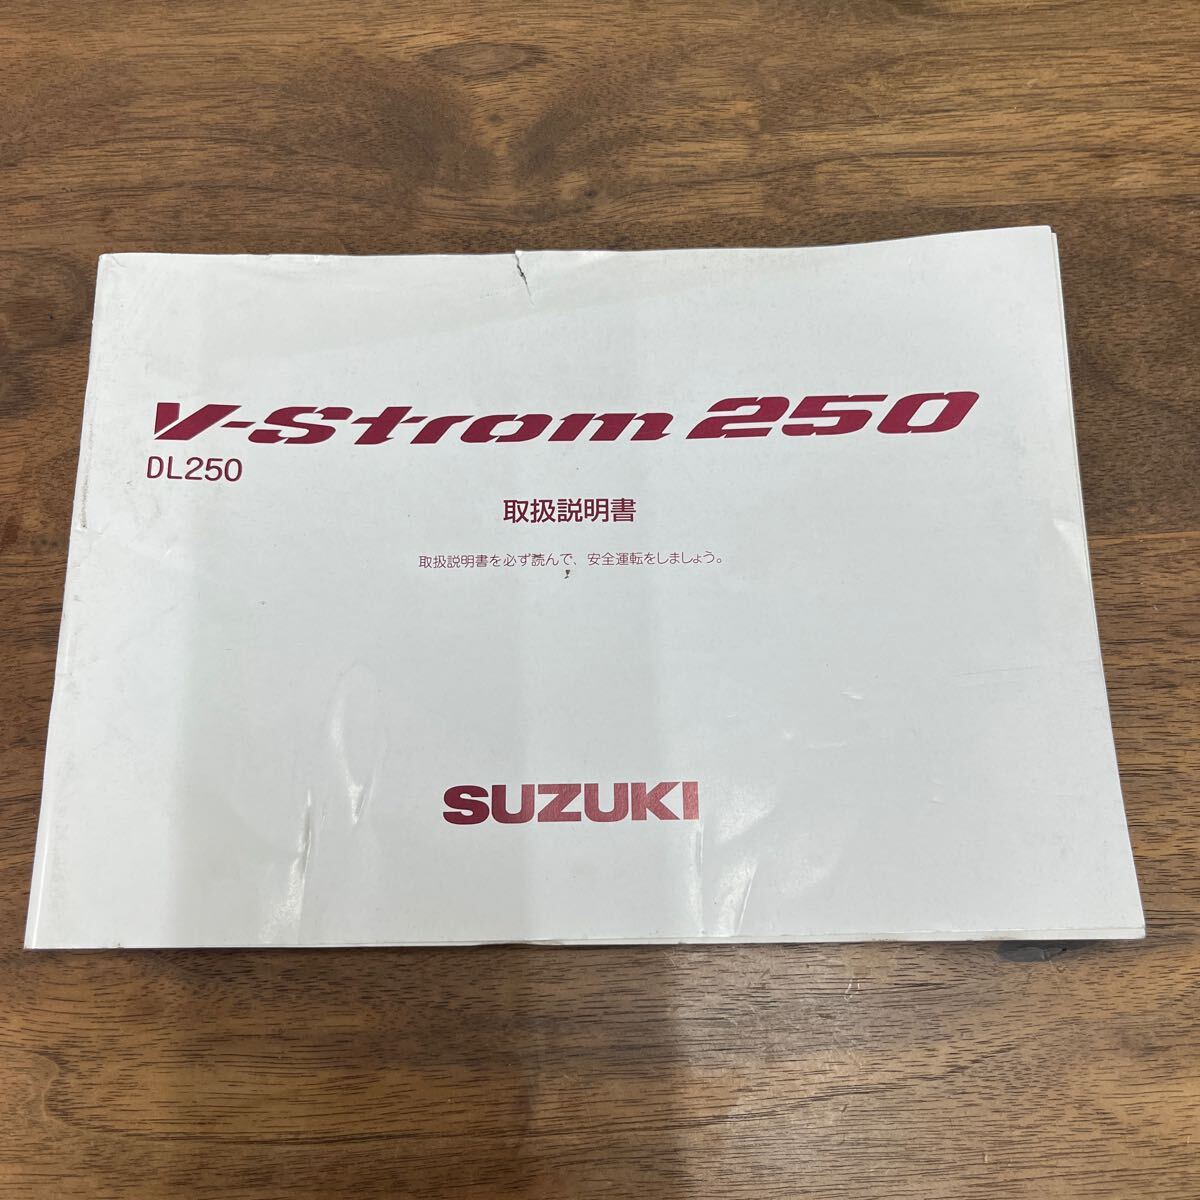 V-Strom 250
DL250
取扱説明書
取扱説明書を必ず読んで、安全運転をしましょう。
SUZUKI